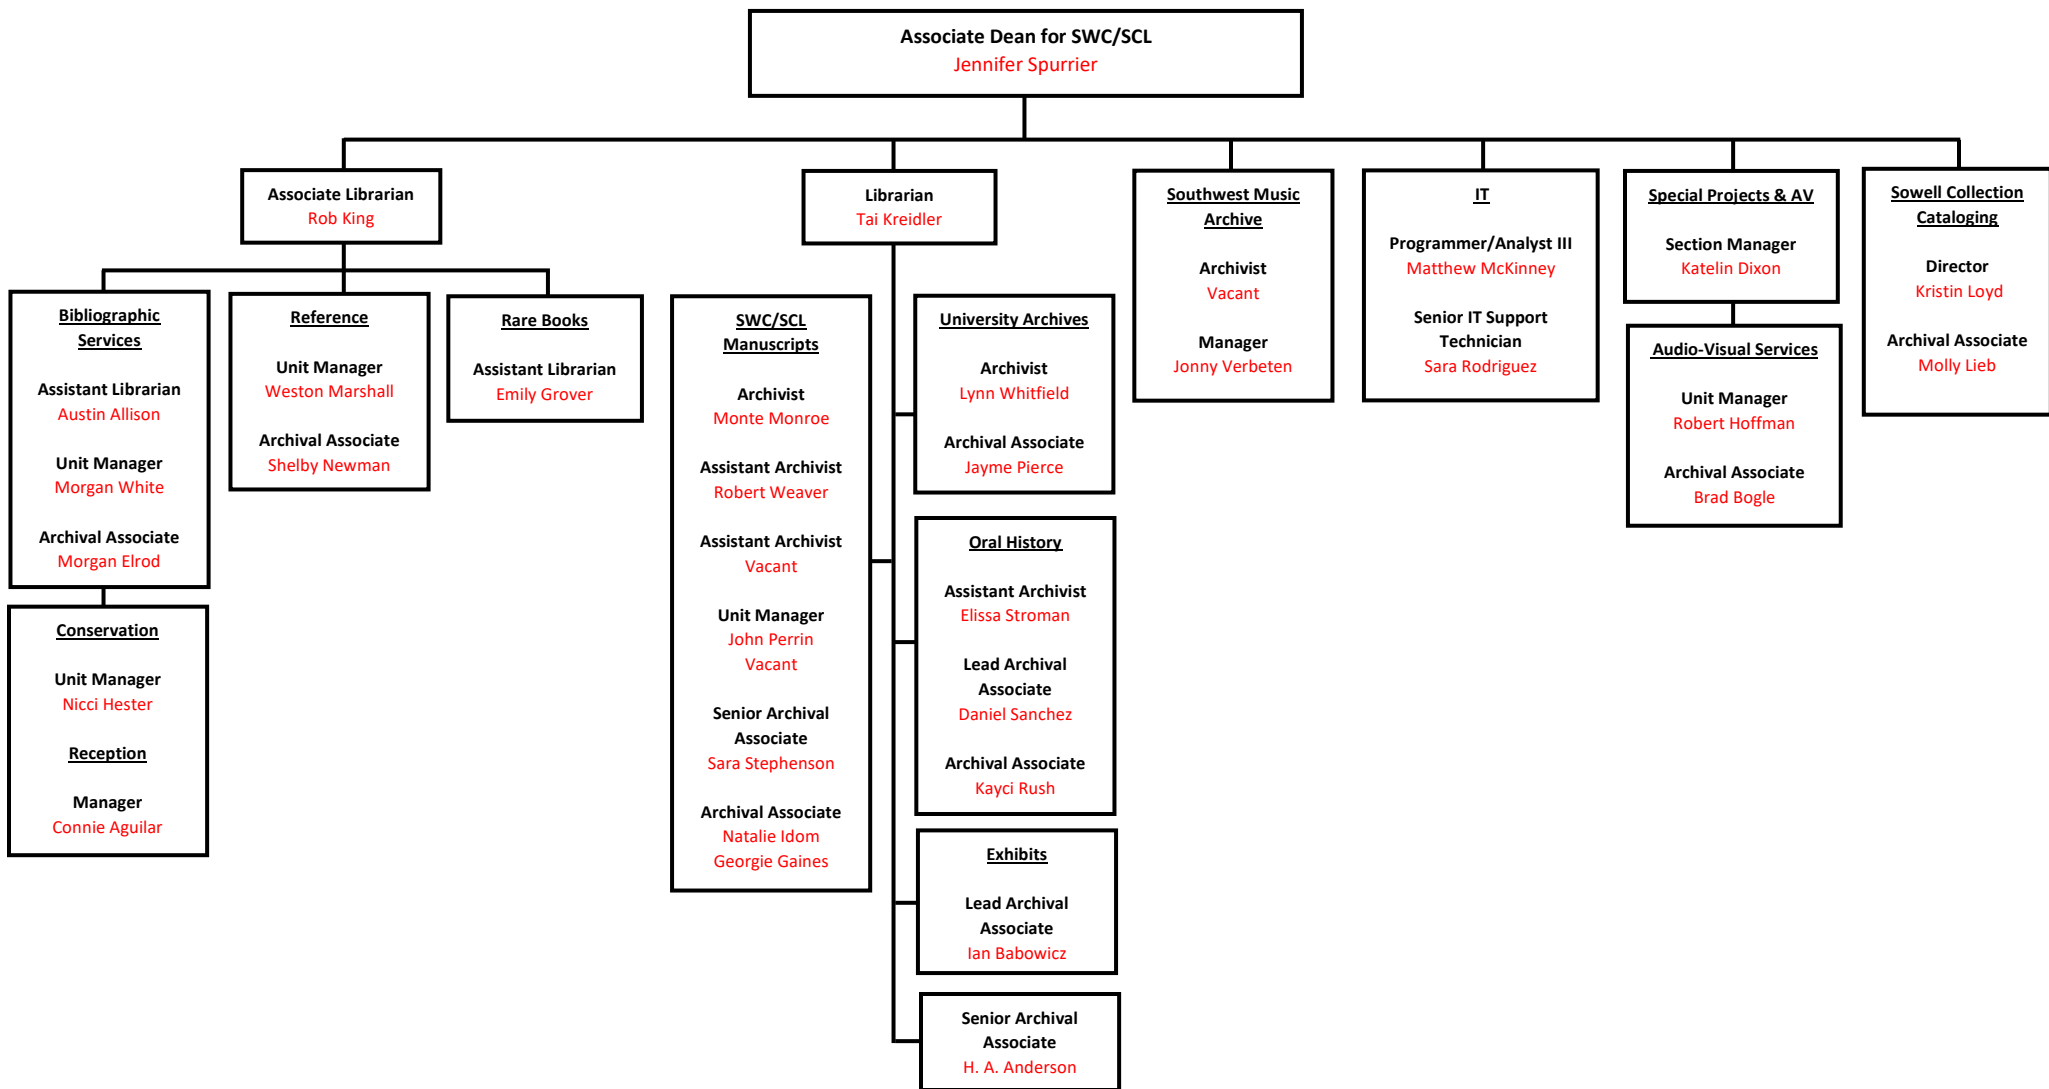 Associate Dean for SWC/SCL
Jennifer Spurrier
Associate Librarian
Rob King
Bibliographic
Services
Assistant Librarian
Austin Allison
Unit Manager
Morgan White
Archival Associate
Morgan Elrod
Conservation
Unit Manager
Nicci Hester
Reception
Manager
Connie Aguilar
Reference
Unit Manager
Weston Marshall
Archival Associate
Shelby Newman
Rare Books
Assistant Librarian
Emily Grover
Librarian
Tai Kreidler
SWC/SCL
Manuscripts
Archivist
Monte Monroe
Assistant Archivist
Robert Weaver
Assistant Archivist
Vacant
Unit Manager
John Perrin
Vacant
Senior Archival
Associate
Sara Stephenson
Archival Associate
Natalie Idom
Georgie Gaines
University Archives
Archivist
Lynn Whitfield
Archival Associate
Jayme Pierce
Oral History
Assistant Archivist
Elissa Stroman
Lead Archival
Associate
Daniel Sanchez
Archival Associate
Kayci Rush
Exhibits
Lead Archival
Associate
Ian Babowicz
Senior Archival
Associate
H. A. Anderson
Southwest Music
Archive
Archivist
Vacant
Manager
Jonny Verbeten
IT
Programmer/Analyst III
Matthew McKinney
Senior IT Support
Technician
Sara Rodriguez
Special Projects & AV
Section Manager
Katelin Dixon
Audio-Visual Services
Unit Manager
Robert Hoffman
Archival Associate
Brad Bogle
Sowell Collection
Cataloging
Director
Kristin Loyd
Archival Associate
Molly Lieb